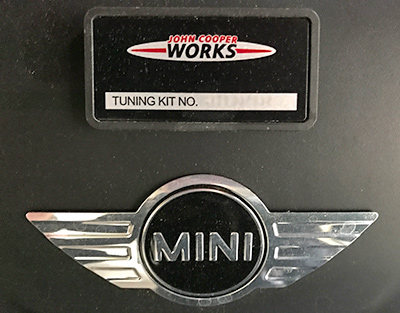 JOHN COOPER
WORKS
TUNING KIT NO.
MINI